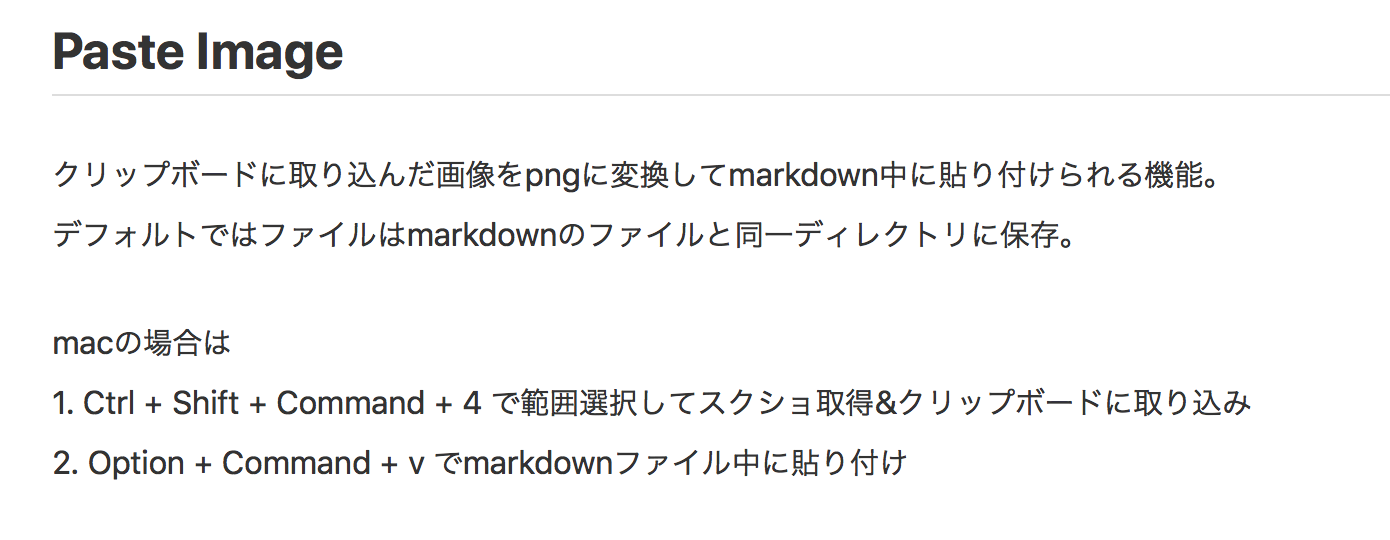 Paste Image
クリップボードに取り込んだ画像をpngに変換してmarkdown中に貼り付けられる機能。
デフォルトではファイルはmarkdownのファイルと同一ディレクトリに保存。
macの場合は
1. Ctrl + Shift + Command + 4 で範囲選択してスクショ取得&クリップボードに取り込み
2. Option + Command + v でmarkdownファイル中に貼り付け